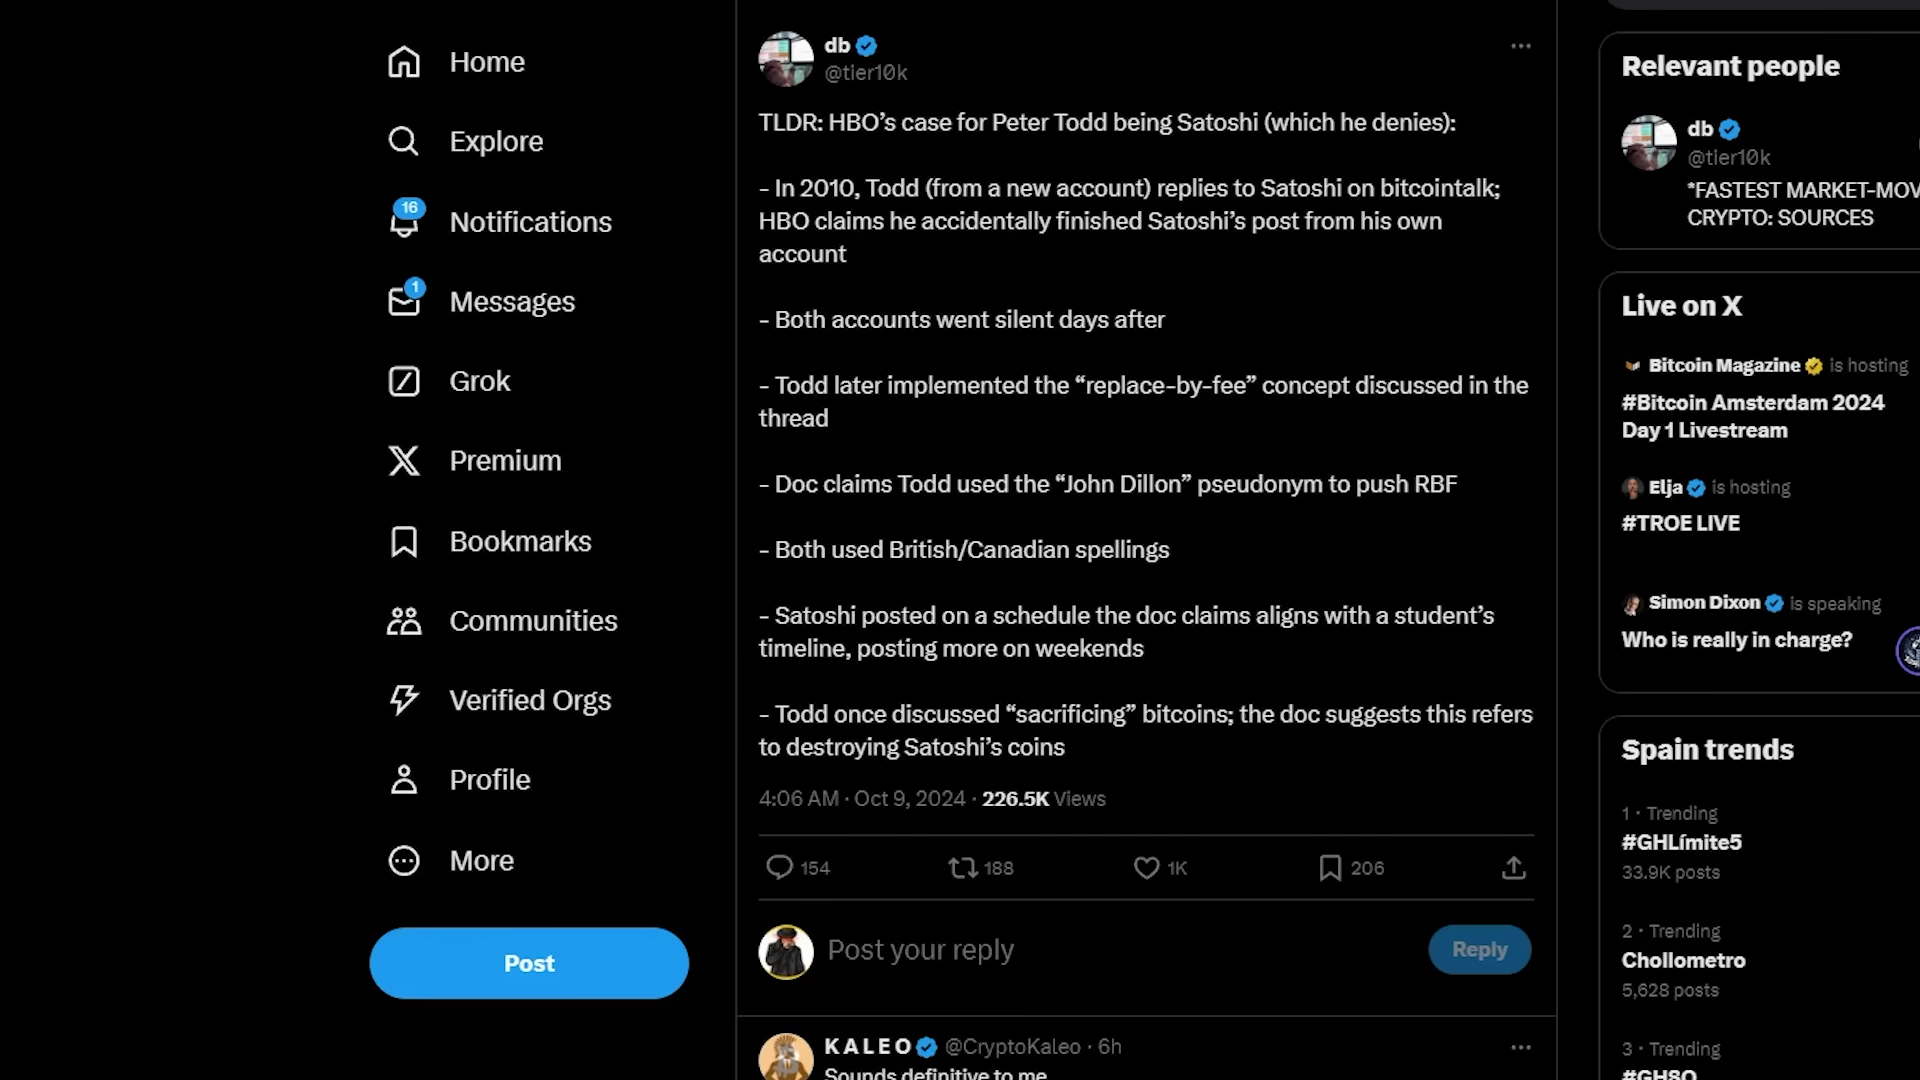 Home
Explore
16
Notifications
1
Messages
Grok
Premium
Bookmarks
Communities
Verified Orgs
Profile
More
Post
db
@tier10k
TLDR: HBO’s case for Peter Todd being Satoshi (which he denies):
- In 2010, Todd (from a new account) replies to Satoshi on bitcointalk;
HBO claims he accidentally finished Satoshi’s post from his own
account
- Both accounts went silent days after
- Todd later implemented the “replace-by-fee” concept discussed in the
thread
- Doc claims Todd used the “John Dillon” pseudonym to push RBF
- Both used British/Canadian spellings
- Satoshi posted on a schedule the doc claims aligns with a student’s
timeline, posting more on weekends
- Todd once discussed “sacrificing” bitcoins; the doc suggests this refers
to destroying Satoshi’s coins
4:06 AM · Oct 9, 2024 · 226.5K Views
154 188 1K 206
Post your reply
Reply
KALEO @CryptoKaleo · 6h
Sounds definitive to me
Relevant people
db
@tier10k
*FASTEST MARKET-MOV
CRYPTO: SOURCES
Live on X
Bitcoin Magazine is hosting
#Bitcoin Amsterdam 2024
Day 1 Livestream
Elja is hosting
#TROE LIVE
Simon Dixon is speaking
Who is really in charge?
Spain trends
1 · Trending
#GHLímite5
33.9K posts
2 · Trending
Chollometro
5,628 posts
3 · Trending